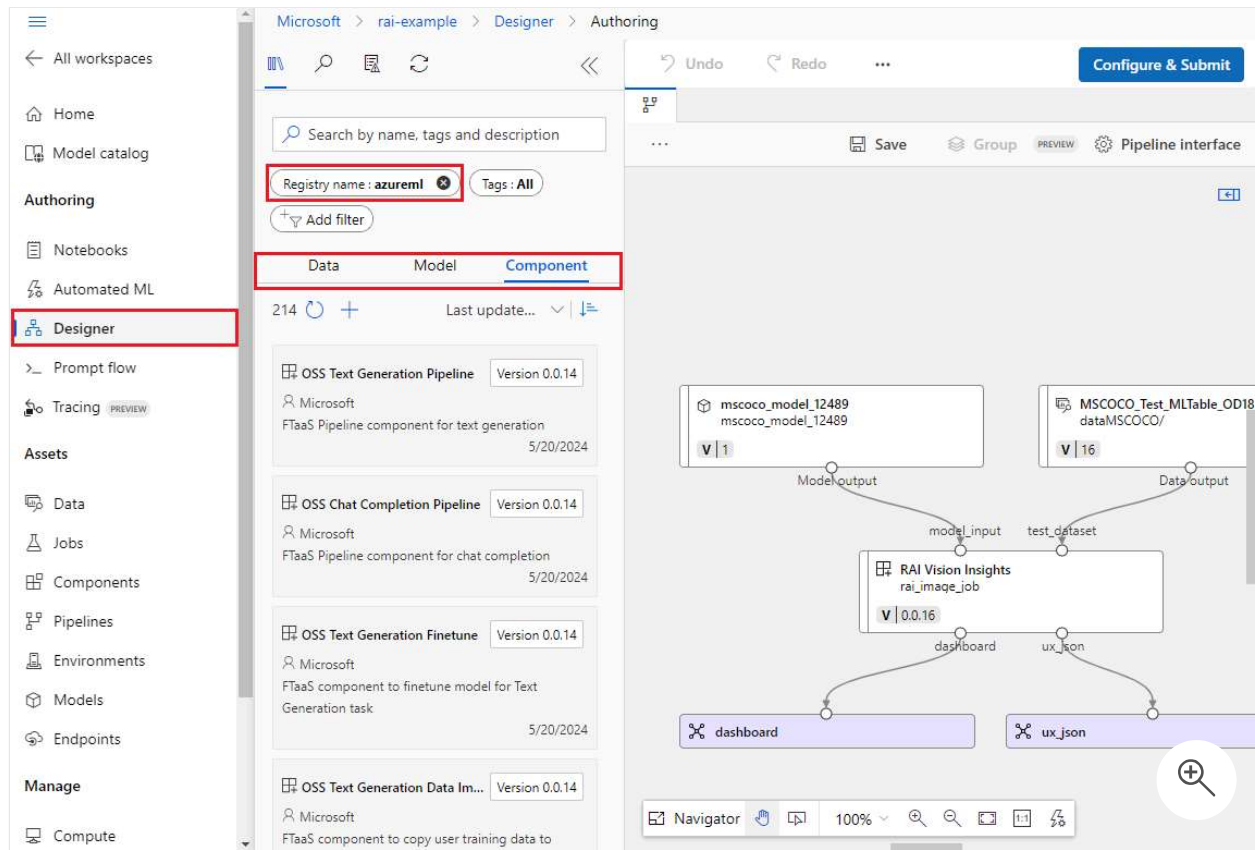 Microsoft > rai-example > Designer > Authoring
All workspaces
Home
Model catalog
Authoring
Notebooks
Automated ML
Designer
Prompt flow
Tracing PREVIEW
Assets
Data
Jobs
Components
Pipelines
Environments
Models
Endpoints
Manage
Compute
Search by name, tags and description
Registry name : azureml
Tags : All
Add filter
Data Model Component
214 Last update...
OSS Text Generation Pipeline Version 0.0.14
Microsoft
FTaaS Pipeline component for text generation
5/20/2024
OSS Chat Completion Pipeline Version 0.0.14
Microsoft
FTaaS Pipeline component for chat completion
5/20/2024
OSS Text Generation Finetune Version 0.0.14
Microsoft
FTaaS component to finetune model for Text
Generation task
5/20/2024
OSS Text Generation Data Im... Version 0.0.14
Microsoft
FTaaS component to copy user training data to
Undo Redo ... Configure & Submit
... Save Group PREVIEW Pipeline interface
mscoco_model_12489
mscoco_model_12489
V | 1
Model output
MSCOCO_Test_MLTable_OD18
dataMSCOCO/
V | 16
Data output
model_input test_dataset
RAI Vision Insights
rai_image_job
V | 0.0.16
dashboard ux_json
dashboard
ux_json
Navigator 100% 1:1